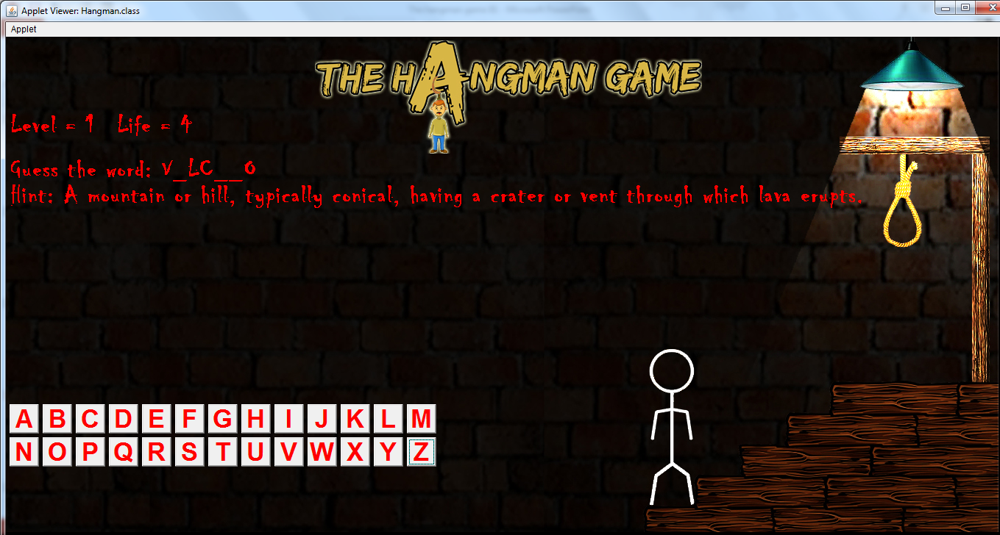 Applet Viewer: Hangman.class
Applet
THE HANGMAN GAME
Level = 1 Life = 4
Guess the word: V_LC__O
Hint: A mountain or hill, typically conical, having a crater or vent through which lava erupts.
A B C D E F G H I J K L M
N O P Q R S T U V W X Y Z